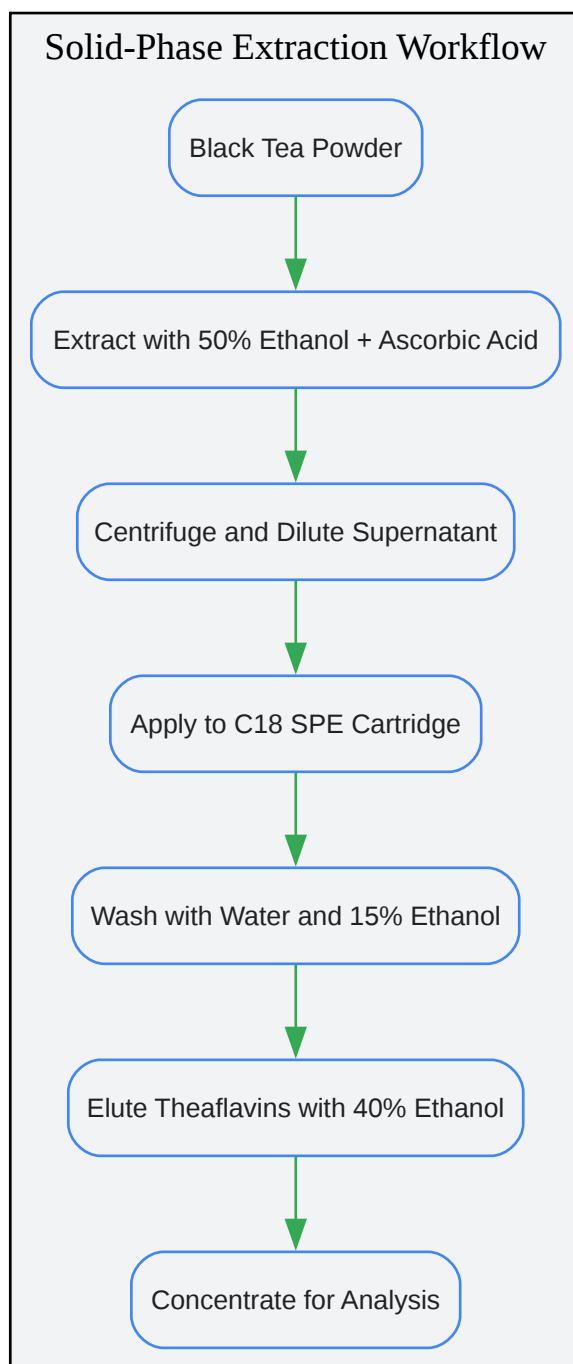 Solid-Phase Extraction Workflow
Black Tea Powder
Extract with 50% Ethanol + Ascorbic Acid
Centrifuge and Dilute Supernatant
Apply to C18 SPE Cartridge
Wash with Water and 15% Ethanol
Elute Theaflavins with 40% Ethanol
Concentrate for Analysis